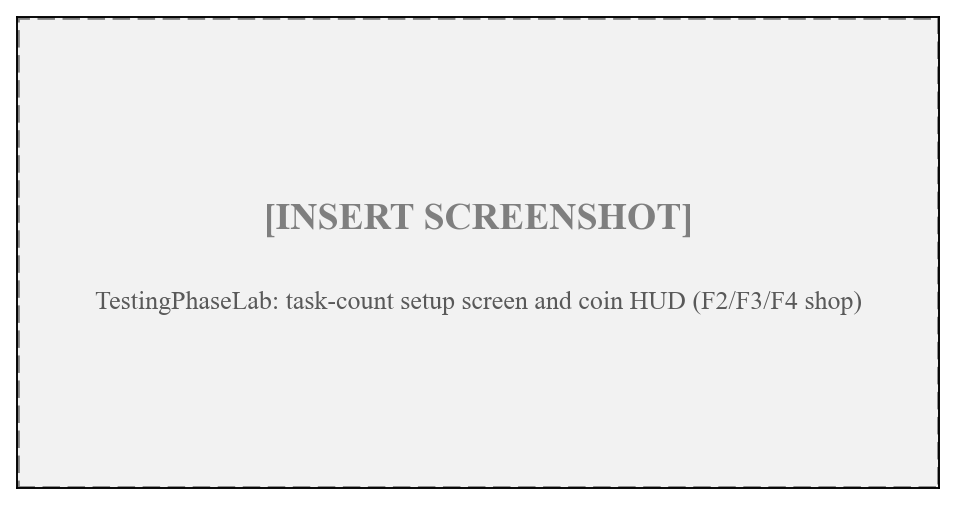 [INSERT SCREENSHOT]
TestingPhaseLab: task-count setup screen and coin HUD (F2/F3/F4 shop)